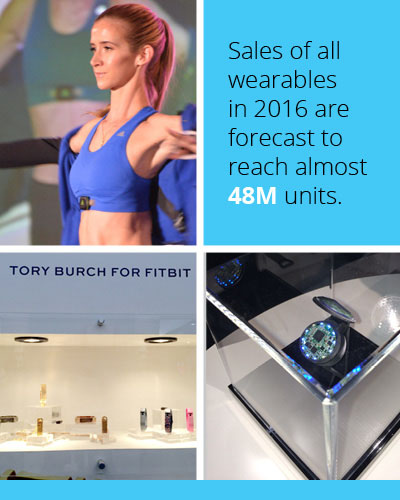 Sales of all
wearables
in 2016 are
forecast to
reach almost
48M units.
TORY BURCH FOR FITBIT